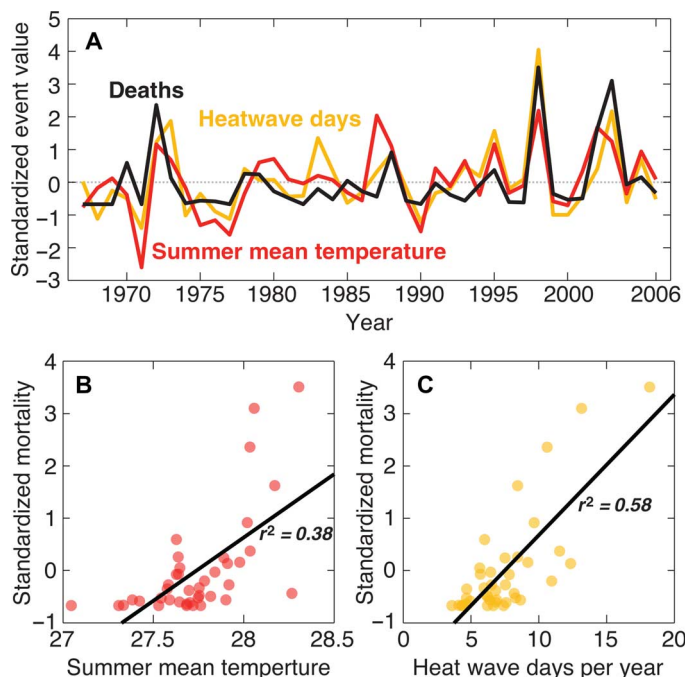 A
Standardized event value
5
4
3
2
1
0
−1
−2
−3
Deaths
Heatwave days
Summer mean temperature
1970 1975 1980 1985 1990 1995 2000 2006
Year
B
Standardized mortality
4
3
2
1
0
−1
r² = 0.38
27 27.5 28 28.5
Summer mean temperture
C
Standardized mortality
4
3
2
1
0
−1
r² = 0.58
0 5 10 15 20
Heat wave days per year